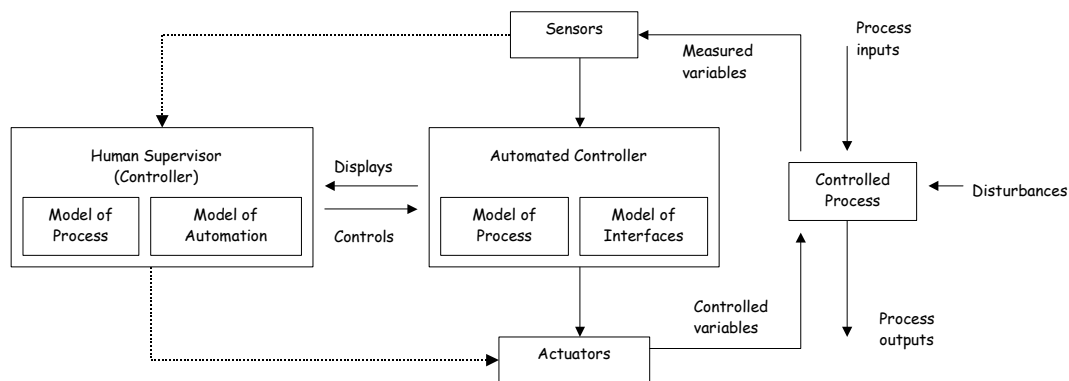 Sensors
Measured
variables
Process
inputs
Human Supervisor
(Controller)
Model of
Process
Model of
Automation
Displays
Controls
Automated Controller
Model of
Process
Model of
Interfaces
Controlled
Process
Disturbances
Controlled
variables
Process
outputs
Actuators